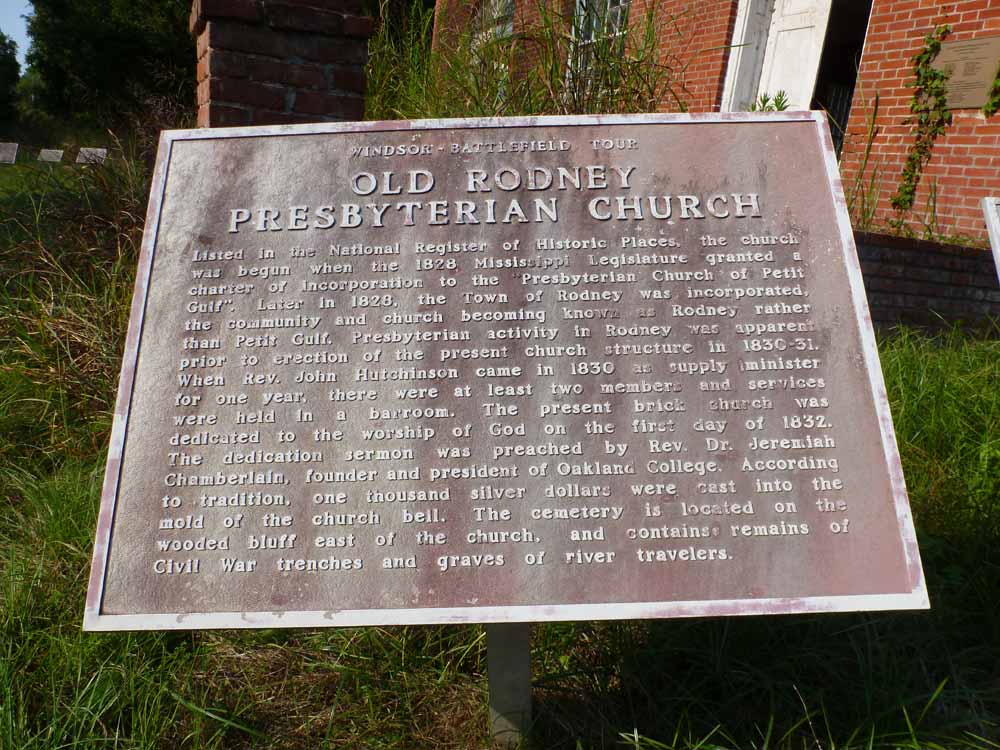 WINDSOR - BATTLEFIELD TOUR
OLD RODNEY
PRESBYTERIAN CHURCH
Listed in the National Register of Historic Places, the church
was begun when the 1828 Mississippi Legislature granted a
charter of incorporation to the "Presbyterian Church of Petit
Gulf". Later in 1828, the Town of Rodney was incorporated,
the community and church becoming known as Rodney rather
than Petit Gulf. Presbyterian activity in Rodney was apparent
prior to erection of the present church structure in 1830-31.
When Rev. John Hutchinson came in 1830 as supply minister
for one year, there were at least two members and services
were held in a barroom. The present brick church was
dedicated to the worship of God on the first day of 1832.
The dedication sermon was preached by Rev. Dr. Jeremiah
Chamberlain, founder and president of Oakland College. According
to tradition, one thousand silver dollars were cast into the
mold of the church bell. The cemetery is located on the
wooded bluff east of the church, and contains remains of
Civil War trenches and graves of river travelers.